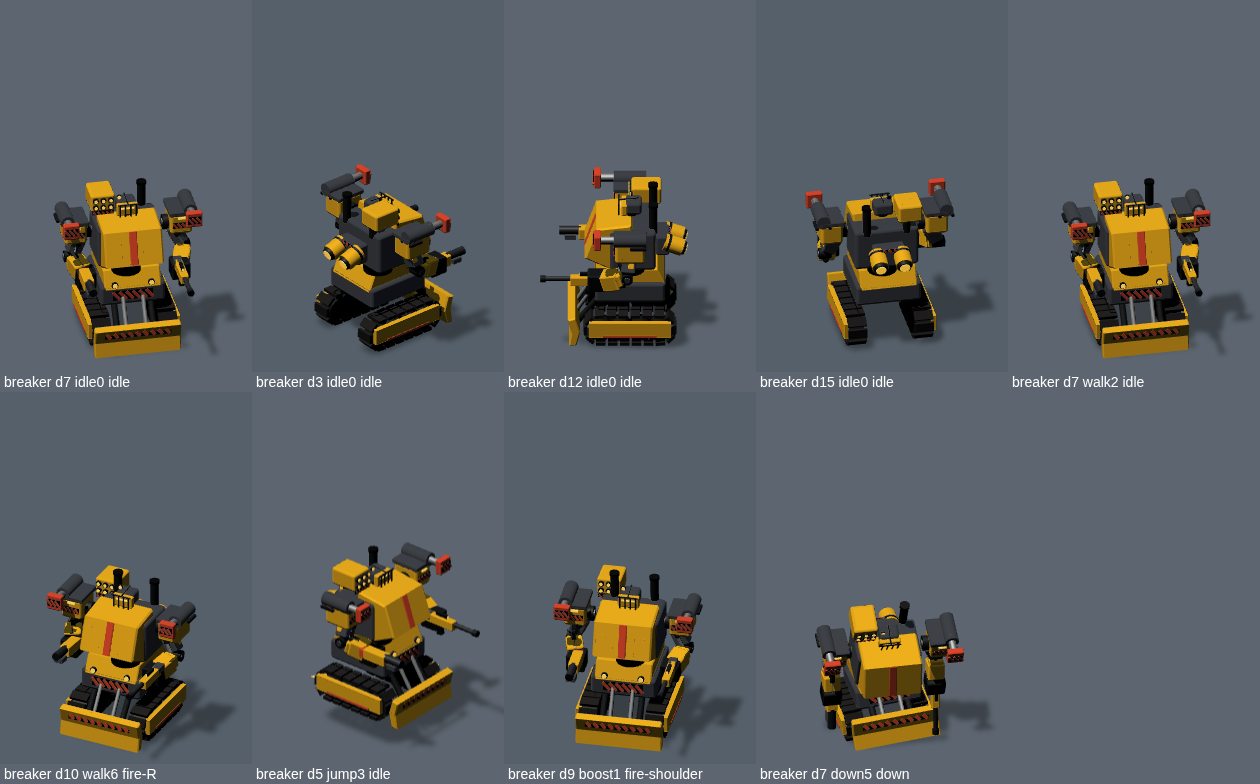 breaker d7 idle0 idle
breaker d3 idle0 idle
breaker d12 idle0 idle
breaker d15 idle0 idle
breaker d7 walk2 idle
breaker d10 walk6 fire-R
breaker d5 jump3 idle
breaker d9 boost1 fire-shoulder
breaker d7 down5 down